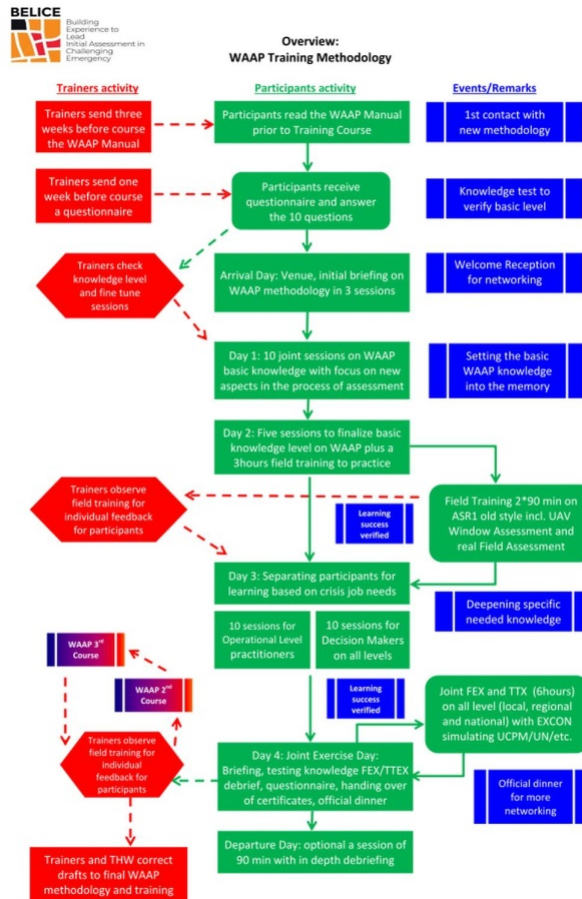 BELICE
Building
Experience to
Lead
Initial Assessment in
Challenging
Emergency
Overview:
WAAP Training Methodology
Trainers activity
Participants activity
Events/Remarks
Trainers send three
weeks before course
the WAAP Manual
Participants read the WAAP Manual
prior to Training Course
1st contact with
new methodology
Trainers send one
week before course
a questionnaire
Participants receive
questionnaire and answer
the 10 questions
Knowledge test to
verify basic level
Trainers check
knowledge level
and fine tune
sessions
Arrival Day: Venue, initial briefing on
WAAP methodology in 3 sessions
Welcome Reception
for networking
Day 1: 10 joint sessions on WAAP
basic knowledge with focus on new
aspects in the process of assessment
Setting the basic
WAAP knowledge
into the memory
Day 2: Five sessions to finalize basic
knowledge level on WAAP plus a
3hours field training to practice
Trainers observe
field training for
individual feedback
for participants
Learning
success
verified
Field Training 2*90 min on
ASR1 old style incl. UAV
Window Assessment and
real Field Assessment
Day 3: Separating participants for
learning based on crisis job needs
Deepening specific
needed knowledge
10 sessions for
Operational Level
practitioners
10 sessions for
Decision Makers
on all levels
WAAP 3rd
Course
WAAP 2nd
Course
Learning
success
verified
Joint FEX and TTX (6hours)
on all level (local, regional
and national) with EXCON
simulating UCPM/UN/etc.
Trainers observe
field training for
individual
feedback for
participants
Day 4: Joint Exercise Day:
Briefing, testing knowledge FEX/TTEX
debrief, questionnaire, handing over
of certificates, official dinner
Official dinner
for more
networking
Trainers and THW correct
drafts to final WAAP
methodology and training
Departure Day: optional a session of
90 min with in depth debriefing